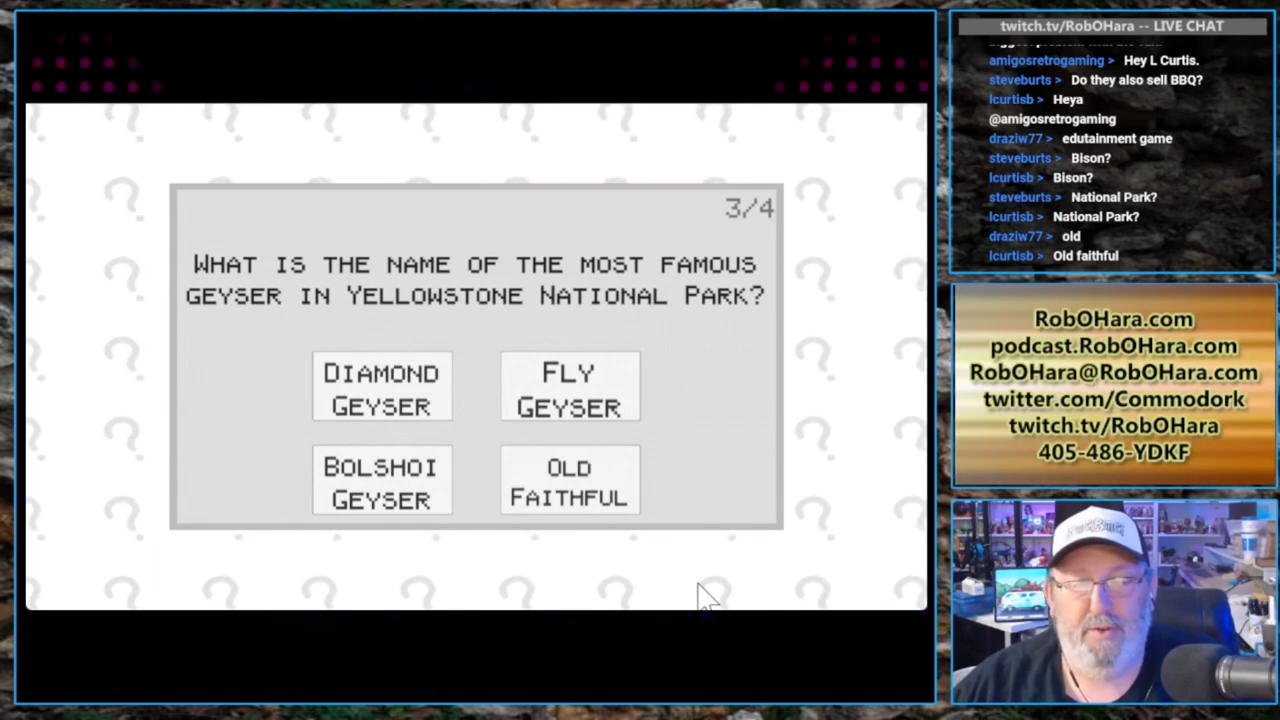 3/4
What is the name of the most famous
geyser in Yellowstone National Park?
Diamond
Geyser
Fly
Geyser
Bolshoi
Geyser
Old
Faithful
twitch.tv/RobOHara -- LIVE CHAT
amigosretrogaming > Hey L Curtis.
steveburts > Do they also sell BBQ?
lcurtisb > Heya
@amigosretrogaming
draziw77 > edutainment game
steveburts > Bison?
lcurtisb > Bison?
steveburts > National Park?
lcurtisb > National Park?
draziw77 > old
lcurtisb > Old faithful
RobOHara.com
podcast.RobOHara.com
RobOHara@RobOHara.com
twitter.com/Commodork
twitch.tv/RobOHara
405-486-YDKF